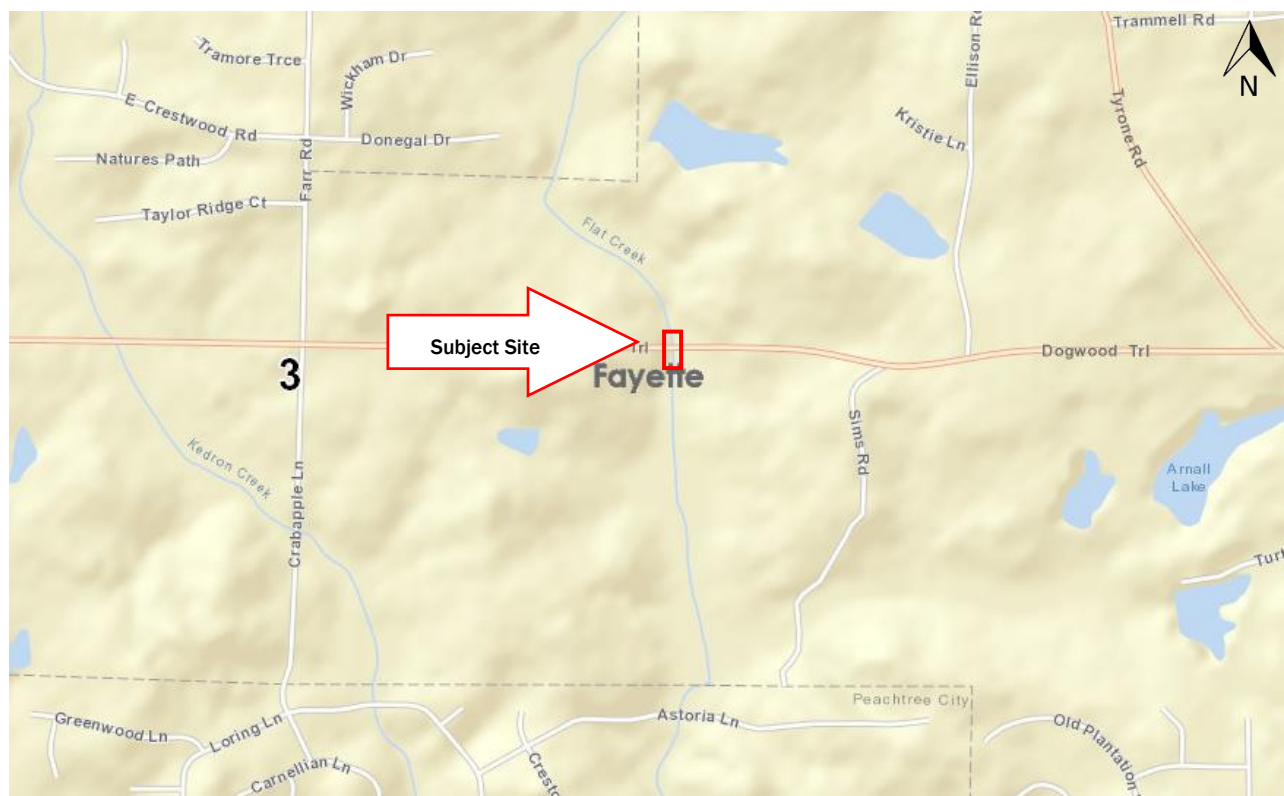 Trammell Rd
N
Tramore Trce
Wickham Dr
Ellison Rd
Tyrone Rd
E Crestwood Rd
Farr Rd
Donegal Dr
Kristie Ln
Natures Path
Taylor Ridge Ct
Flat Creek
Subject Site
Trl
Dogwood Trl
3
Fayette
Sims Rd
Kedron Creek
Crabapple Ln
Arnall
Lake
Peachtree City
Greenwood Ln
Loring Ln
Astoria Ln
Old Plantation
Carnellian Ln